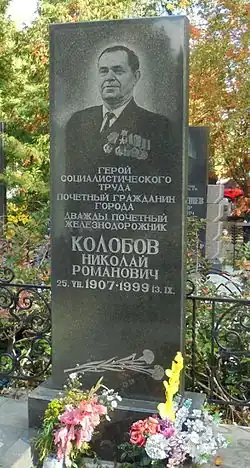 ГЕРОЙ
СОЦИАЛИСТИЧЕСКОГО
ТРУДА
ПОЧЕТНЫЙ ГРАЖДАНИН
ГОРОДА
ДВАЖДЫ ПОЧЕТНЫЙ
ЖЕЛЕЗНОДОРОЖНИК
КОЛОБОВ
НИКОЛАЙ
РОМАНОВИЧ
25. VII. 1907-1999 13. IX.